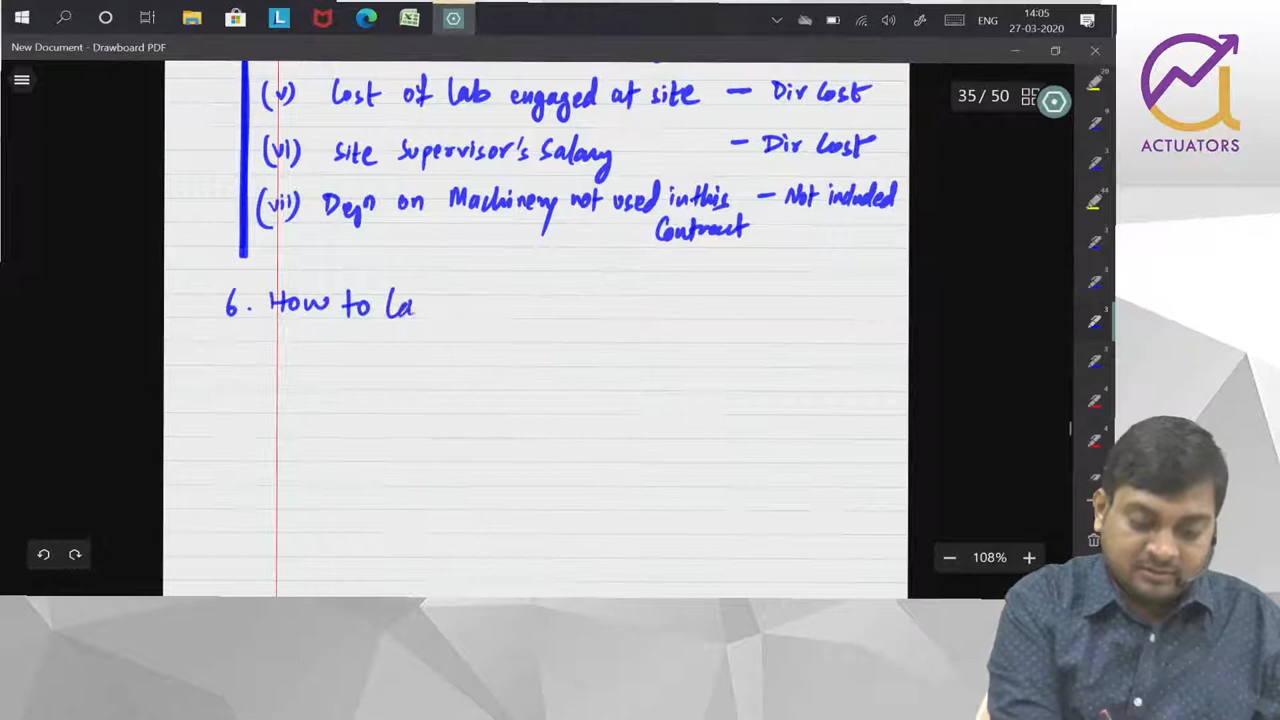 ENG
14:05
27-03-2020
New Document - Drawboard PDF
(v) Cost of lab engaged at site - Dir Cost
35 / 50
(vi) Site Supervisor's Salary - Dir Cost
(vii) Depn on Machinery not used in this - Not included
Contract
6. How to Ca
108%
ACTUATORS